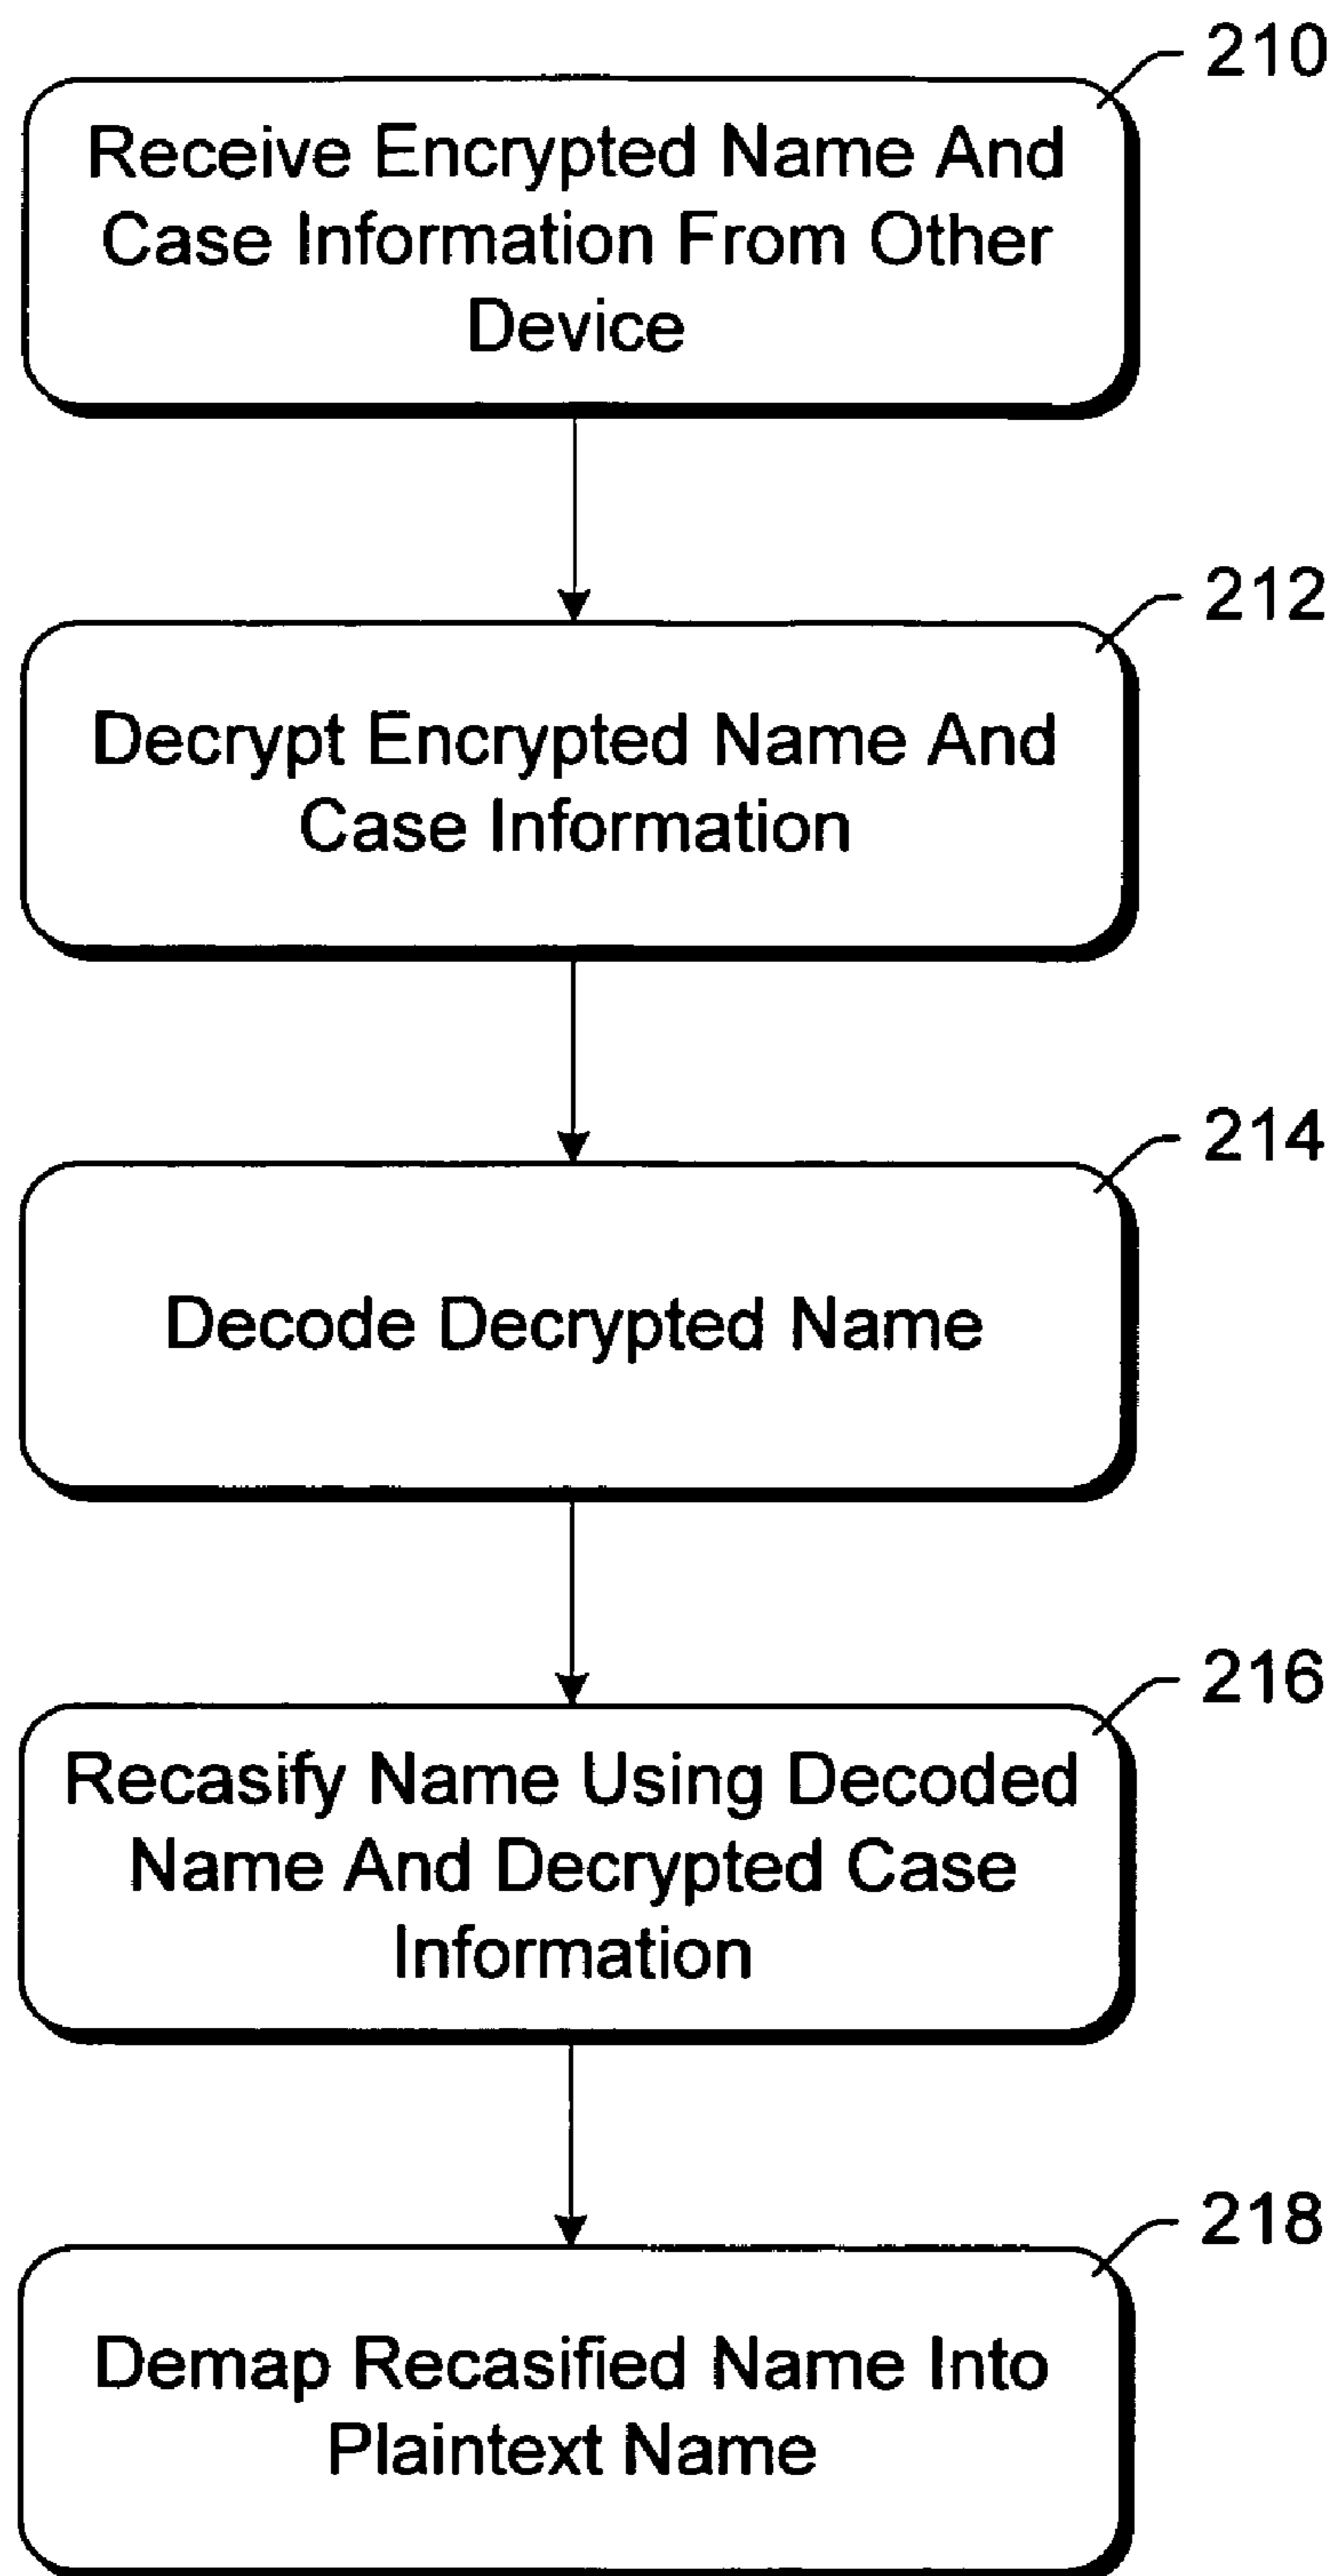 210
Receive Encrypted Name And
Case Information From Other
Device
212
Decrypt Encrypted Name And
Case Information
214
Decode Decrypted Name
216
Recasify Name Using Decoded
Name And Decrypted Case
Information
218
Demap Recasified Name Into
Plaintext Name